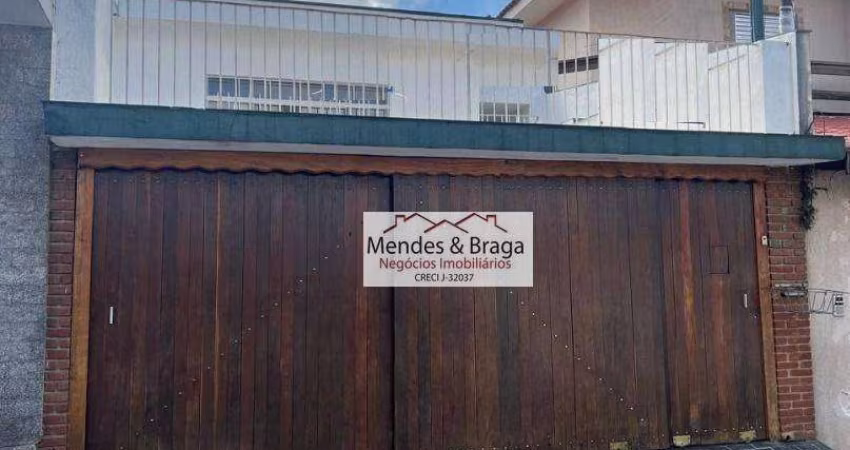 Mendes & Braga
Negócios Imobiliários
CRECI J-32037